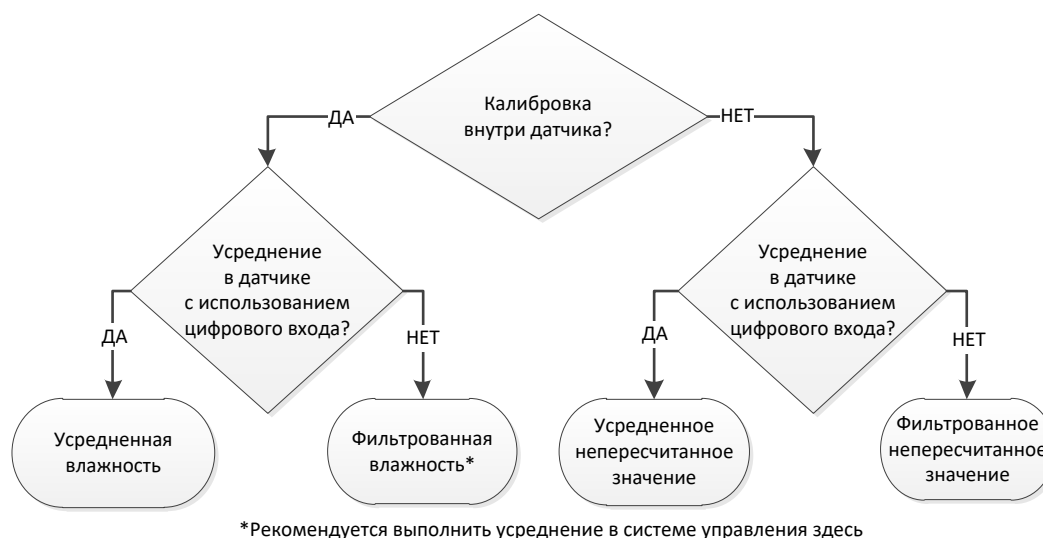 Калибровка
внутри датчика?
ДА
НЕТ
Усреднение
в датчике
с использованием
цифрового входа?
Усреднение
в датчике
с использованием
цифрового входа?
ДА
НЕТ
ДА
НЕТ
Усредненная
влажность
Фильтрованная
влажность*
Усредненное
непересчитанное
значение
Фильтрованное
непересчитанное
значение
*Рекомендуется выполнить усреднение в системе управления здесь